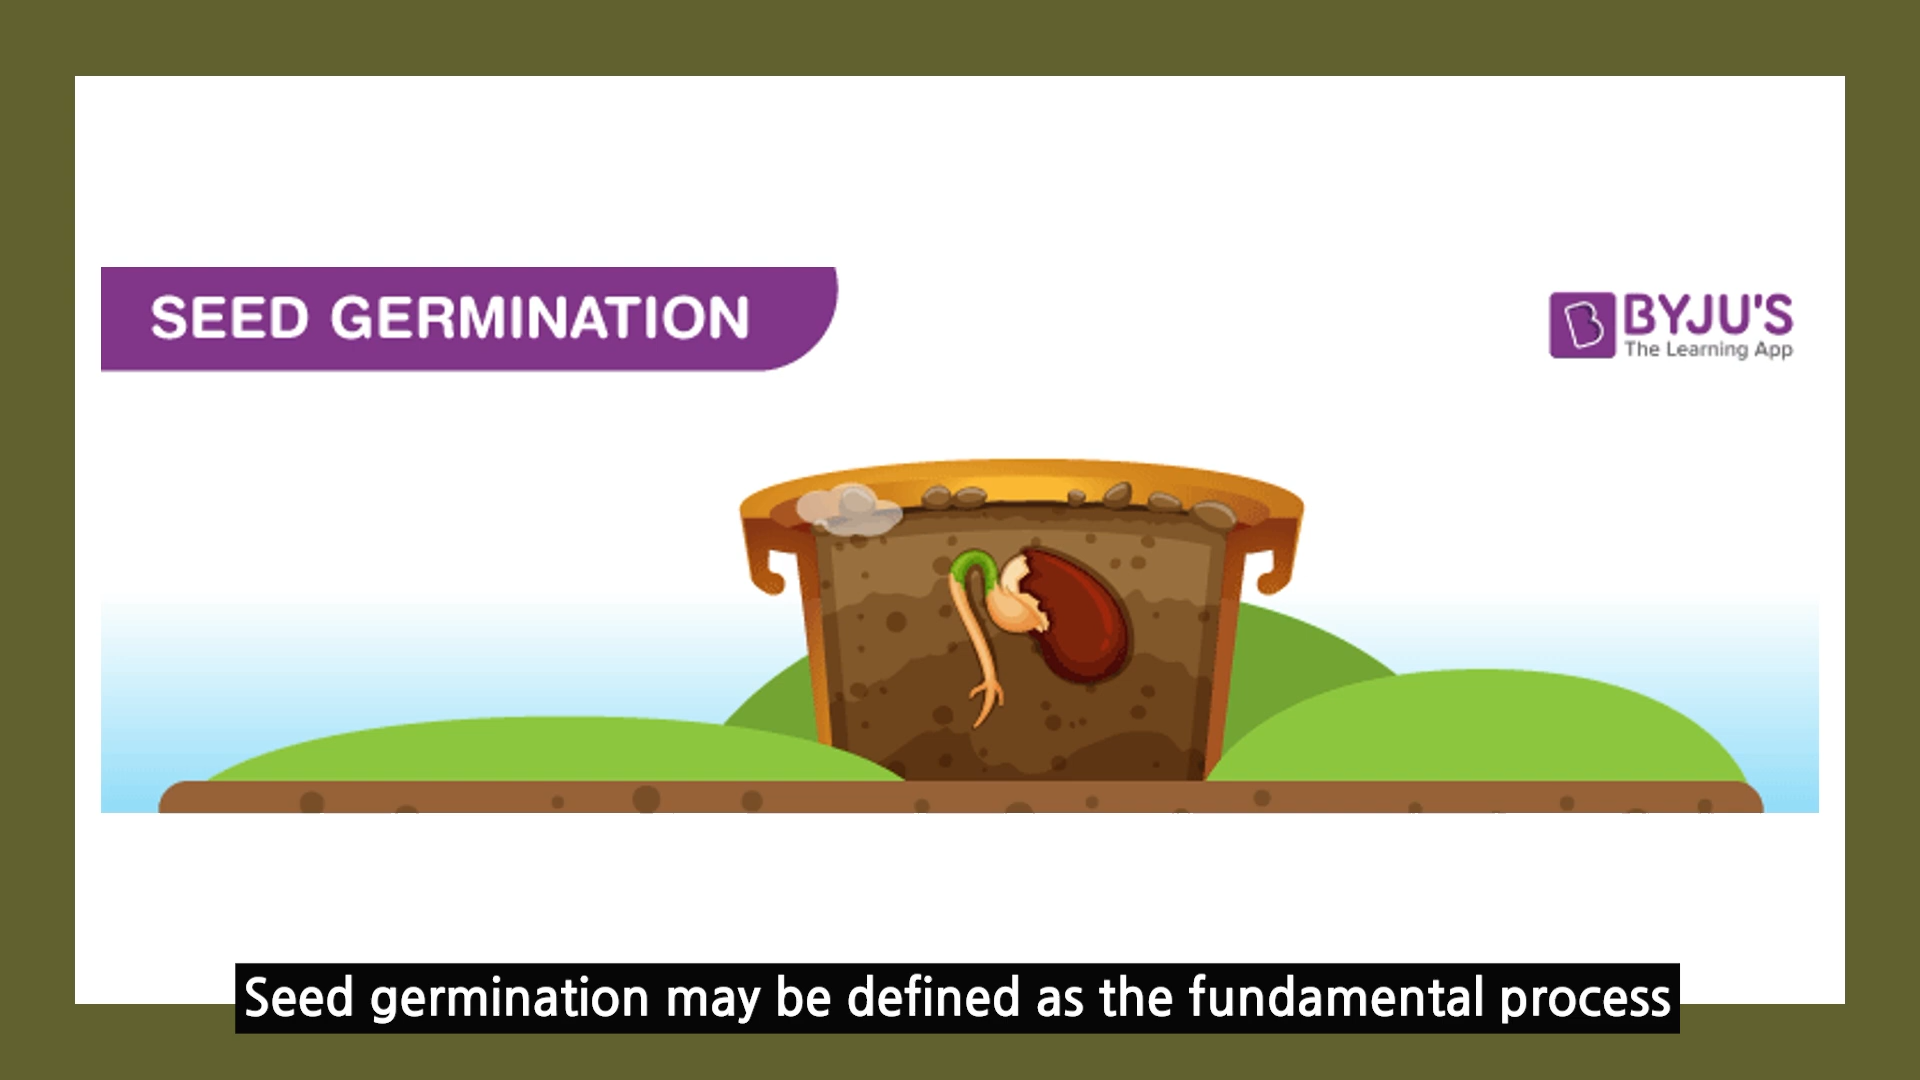 SEED GERMINATION
BYJU'S
The Learning App
Seed germination may be defined as the fundamental process